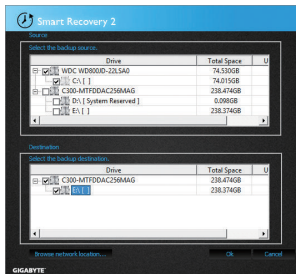 Smart Recovery 2
Source
Select the backup source.
Drive Total Space U
WDC WD800JD-22LSA0 74.530GB
C:\ [ ] 74.015GB
C300-MTFDDAC256MAG 238.474GB
D:\ [ System Reserved ] 0.098GB
E:\ [ ] 238.374GB
Destination
Select the backup destination.
Drive Total Space U
C300-MTFDDAC256MAG 238.474GB
E:\ [ ] 238.374GB
Browse network location.... Ok Cancel
GIGABYTE